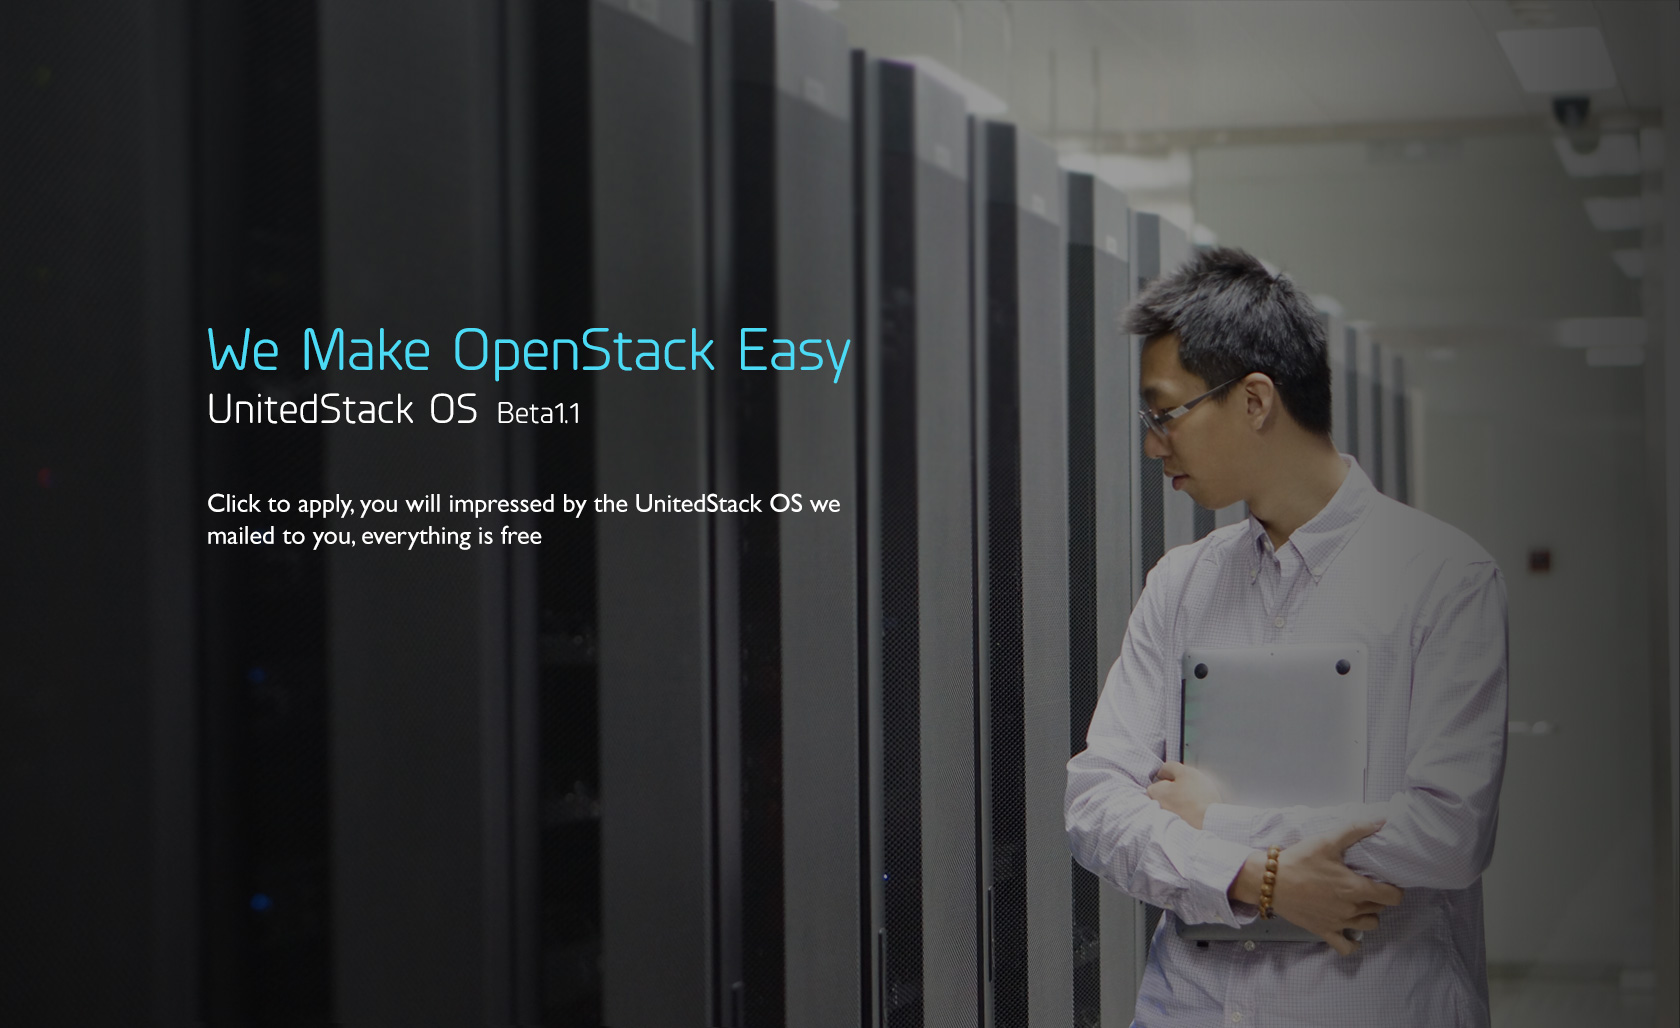 We Make OpenStack Easy
UnitedStack OS Beta1.1
Click to apply, you will impressed by the UnitedStack OS we
mailed to you, everything is free